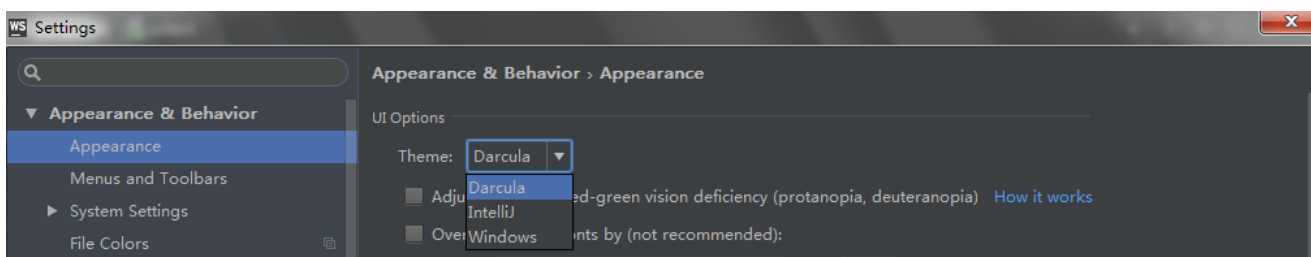 WS Settings
Appearance & Behavior › Appearance
Appearance & Behavior
UI Options
Appearance
Theme: Darcula
Menus and Toolbars
Darcula
Adju ed-green vision deficiency (protanopia, deuteranopia) How it works
System Settings
IntelliJ
File Colors
Over Windows nts by (not recommended):